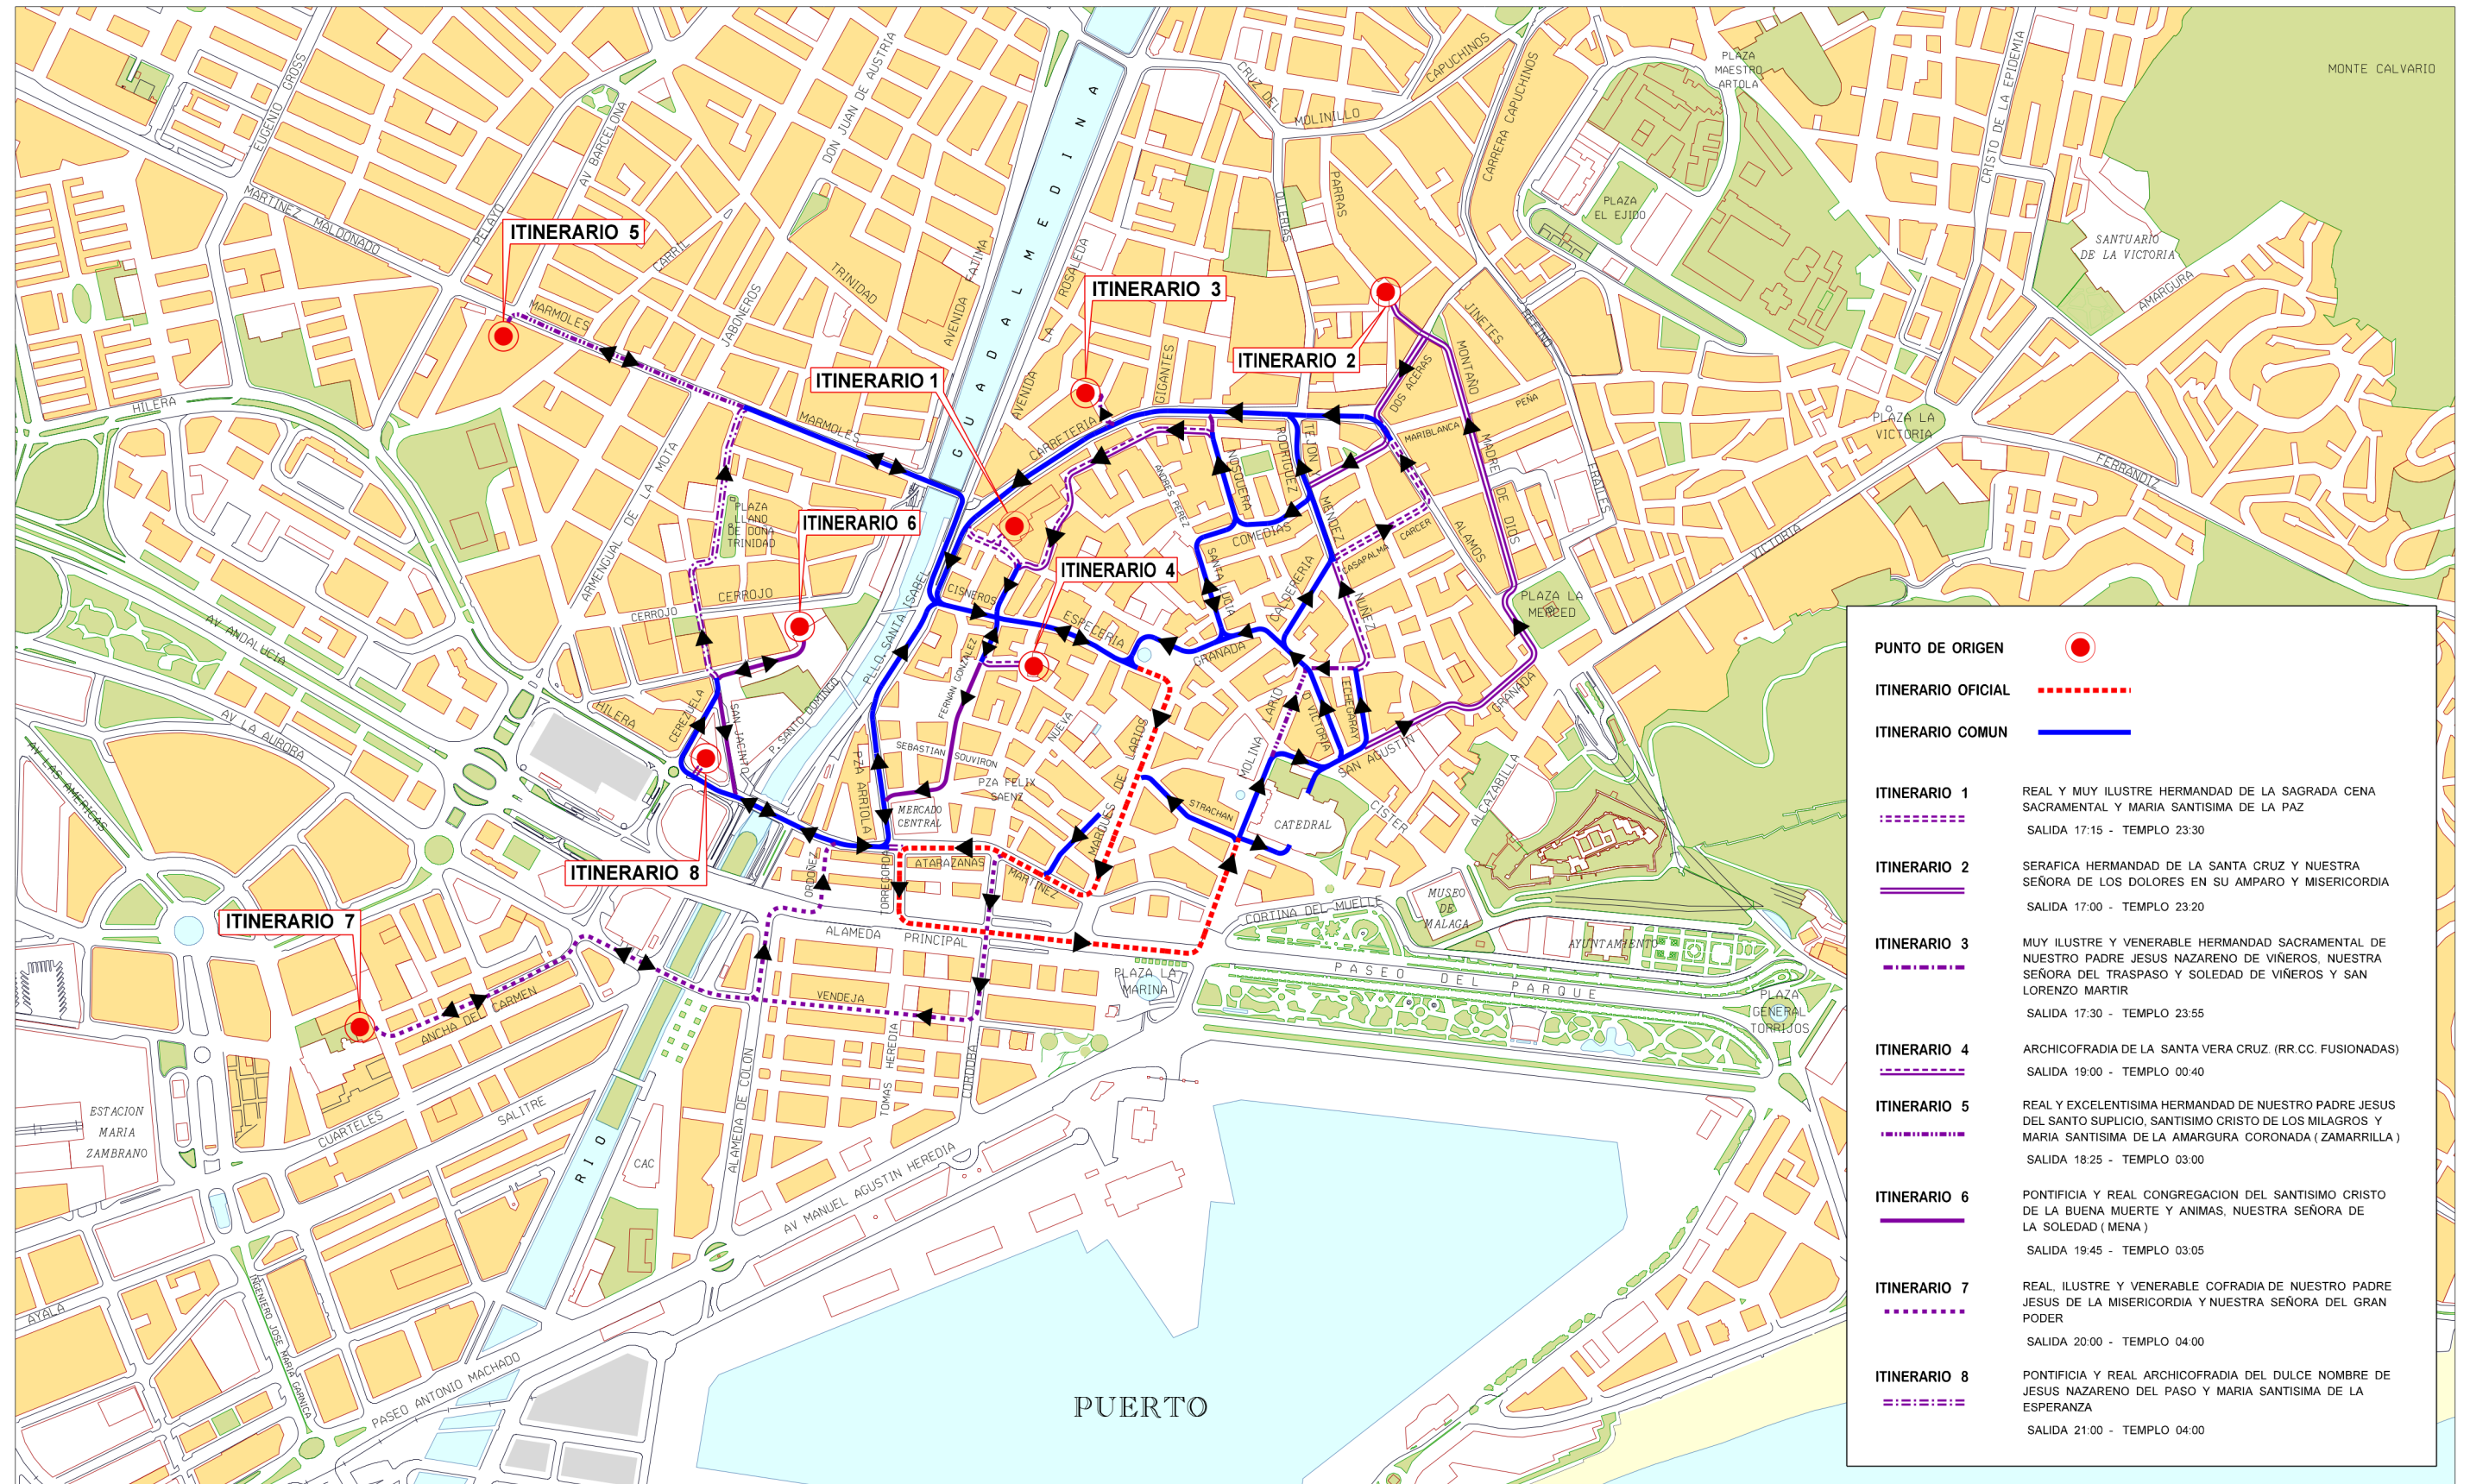 MONTE CALVARIO
PLAZA
MAESTRO
ARTOLA
CRISTO DE LA EPIDEMIA
CAPUCHINOS
CRUZ DEL
MOLINILLO
CARRERA CAPUCHINOS
EUGENIO GROSS
AV BARCELONA
DON JUAN DE AUSTRIA
GUADALMEDINA
MARTINEZ MALDONADO
PELAYO
ITINERARIO 5
CARRIL
TRINIDAD
AVENIDA FATIMA
AVENIDA LA ROSALEDA
OLLERIAS
PARRAS
PLAZA
EL EJIDO
SANTUARIO
DE LA VICTORIA
AMARGURA
ITINERARIO 3
MARMOLES
JABONEROS
GIGANTES
ITINERARIO 2
JINETES
REFINO
MONTAÑO
DOS ACERAS
PEÑA
ITINERARIO 1
HILERA
MARMOLES
CARRETERIA
MARIBLANCA
MADRE DE DIOS
FRAILES
PLAZA LA
VICTORIA
FERRANDIZ
ARMENGUAL DE LA MOTA
ANDRES PEREZ
NOSQUERA
RODRIGUEZ
TEJON
MENDEZ
NUÑEZ
COMEDIAS
CARCER
CASAPALMA
ALAMOS
VICTORIA
PLAZA
LLANO
DE DOÑA
TRINIDAD
ITINERARIO 6
ITINERARIO 4
CERROJO
CERROJO
PLLO. SANTA ISABEL
CISNEROS
ESPECERIA
SANTA LUCIA
CALDERERIA
GRANADA
PLAZA LA
MERCED
AV ANDALUCIA
AV LA AURORA
AV LAS AMERICAS
HILERA
CEREZUELA
SAN JACINTO
P. SANTO DOMINGO
FERNAN GONZALEZ
NUEVA
SEBASTIAN SOUVIRON
PZA ARRIOLA
PZA FELIX
SAENZ
MERCADO
CENTRAL
MARQUES DE LARIOS
STRACHAN
MOLINA LARIO
D VICTORIA
ECHEGARAY
SAN AGUSTIN
GRANADA
CATEDRAL
CISTER
ALCAZABILLA
ITINERARIO 8
ITINERARIO 7
ORDOÑEZ
TORREGORDA
ATARAZANAS
MARTINEZ
ALAMEDA PRINCIPAL
CORTINA DEL MUELLE
MUSEO
DE
MALAGA
AYUNTAMIENTO
PASEO DEL PARQUE
PLAZA LA
MARINA
PLAZA
GENERAL
TORRIJOS
VENDEJA
ANCHA DEL CARMEN
TOMAS HEREDIA
CORDOBA
ALAMEDA DE COLON
ESTACION
MARIA
ZAMBRANO
CUARTELES
SALITRE
RIO
CAC
AV MANUEL AGUSTIN HEREDIA
AYALA
INGENIERO JOSE MARIA GARNICA
PASEO ANTONIO MACHADO
PUERTO
PUNTO DE ORIGEN
ITINERARIO OFICIAL
ITINERARIO COMUN
ITINERARIO 1
REAL Y MUY ILUSTRE HERMANDAD DE LA SAGRADA CENA
SACRAMENTAL Y MARIA SANTISIMA DE LA PAZ
SALIDA 17:15 - TEMPLO 23:30
ITINERARIO 2
SERAFICA HERMANDAD DE LA SANTA CRUZ Y NUESTRA
SEÑORA DE LOS DOLORES EN SU AMPARO Y MISERICORDIA
SALIDA 17:00 - TEMPLO 23:20
ITINERARIO 3
MUY ILUSTRE Y VENERABLE HERMANDAD SACRAMENTAL DE
NUESTRO PADRE JESUS NAZARENO DE VIÑEROS, NUESTRA
SEÑORA DEL TRASPASO Y SOLEDAD DE VIÑEROS Y SAN
LORENZO MARTIR
SALIDA 17:30 - TEMPLO 23:55
ITINERARIO 4
ARCHICOFRADIA DE LA SANTA VERA CRUZ. (RR.CC. FUSIONADAS)
SALIDA 19:00 - TEMPLO 00:40
ITINERARIO 5
REAL Y EXCELENTISIMA HERMANDAD DE NUESTRO PADRE JESUS
DEL SANTO SUPLICIO, SANTISIMO CRISTO DE LOS MILAGROS Y
MARIA SANTISIMA DE LA AMARGURA CORONADA ( ZAMARRILLA )
SALIDA 18:25 - TEMPLO 03:00
ITINERARIO 6
PONTIFICIA Y REAL CONGREGACION DEL SANTISIMO CRISTO
DE LA BUENA MUERTE Y ANIMAS, NUESTRA SEÑORA DE
LA SOLEDAD ( MENA )
SALIDA 19:45 - TEMPLO 03:05
ITINERARIO 7
REAL, ILUSTRE Y VENERABLE COFRADIA DE NUESTRO PADRE
JESUS DE LA MISERICORDIA Y NUESTRA SEÑORA DEL GRAN
PODER
SALIDA 20:00 - TEMPLO 04:00
ITINERARIO 8
PONTIFICIA Y REAL ARCHICOFRADIA DEL DULCE NOMBRE DE
JESUS NAZARENO DEL PASO Y MARIA SANTISIMA DE LA
ESPERANZA
SALIDA 21:00 - TEMPLO 04:00